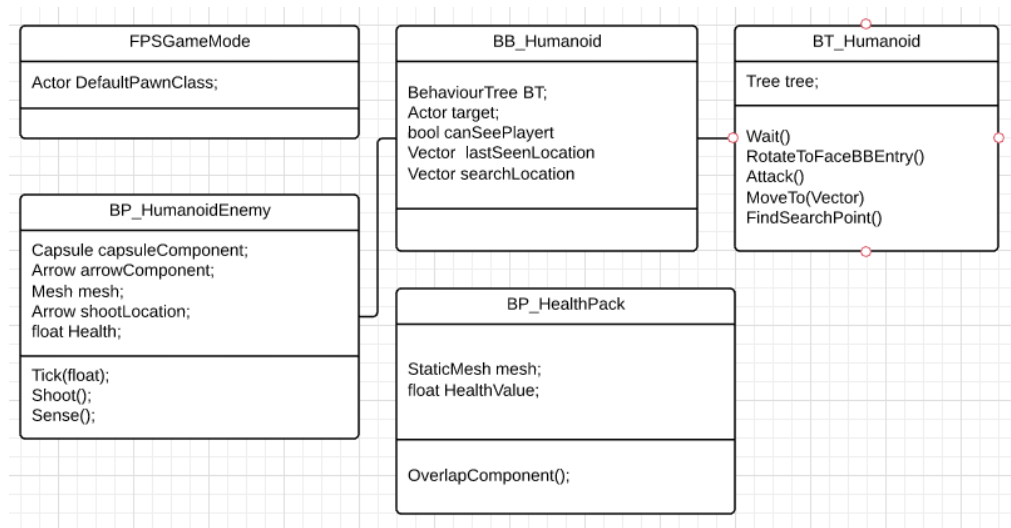 FPSGameMode
Actor DefaultPawnClass;
BP_HumanoidEnemy
Capsule capsuleComponent;
Arrow arrowComponent;
Mesh mesh;
Arrow shootLocation;
float Health;
Tick(float);
Shoot();
Sense();
BB_Humanoid
BehaviourTree BT;
Actor target;
bool canSeePlayert
Vector  lastSeenLocation
Vector searchLocation
BT_Humanoid
Tree tree;
Wait()
RotateToFaceBBEntry()
Attack()
MoveTo(Vector)
FindSearchPoint()
BP_HealthPack
StaticMesh mesh;
float HealthValue;
OverlapComponent();